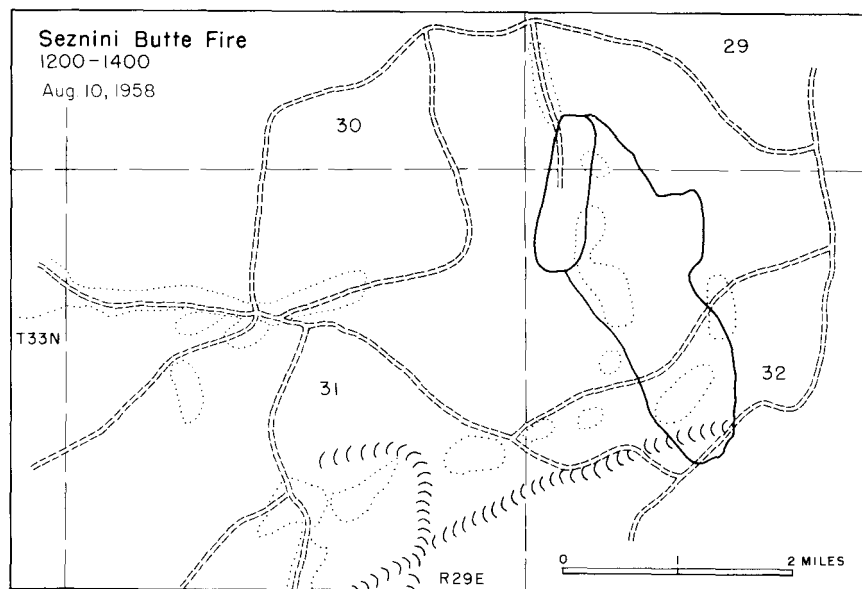 Seznini Butte Fire
1200-1400
Aug. 10, 1958
29
30
T33N
31
32
R29E
0 1 2 MILES